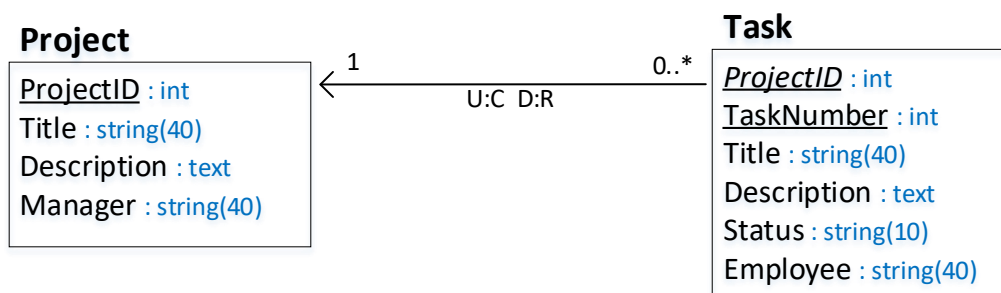 Project
ProjectID : int
Title : string(40)
Description : text
Manager : string(40)
1
0..*
U:C D:R
Task
ProjectID : int
TaskNumber : int
Title : string(40)
Description : text
Status : string(10)
Employee : string(40)